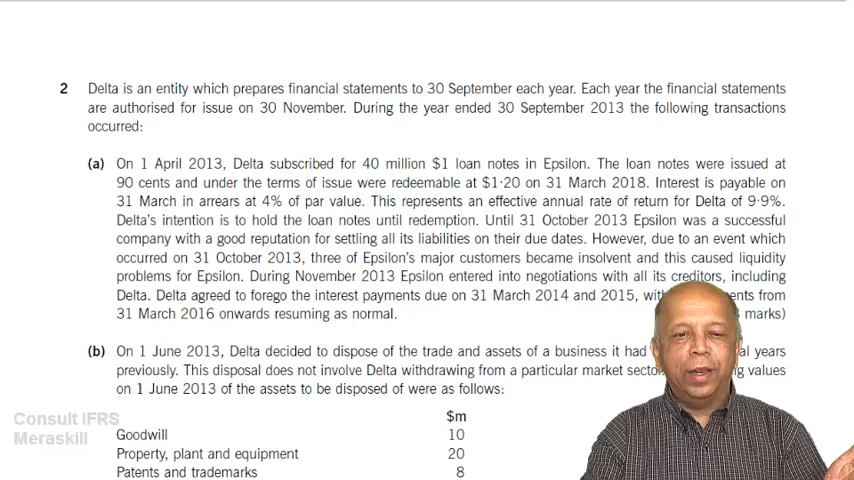 2 Delta is an entity which prepares financial statements to 30 September each year. Each year the financial statements
are authorised for issue on 30 November. During the year ended 30 September 2013 the following transactions
occurred:
(a) On 1 April 2013, Delta subscribed for 40 million $1 loan notes in Epsilon. The loan notes were issued at
90 cents and under the terms of issue were redeemable at $1·20 on 31 March 2018. Interest is payable on
31 March in arrears at 4% of par value. This represents an effective annual rate of return for Delta of 9·9%.
Delta's intention is to hold the loan notes until redemption. Until 31 October 2013 Epsilon was a successful
company with a good reputation for settling all its liabilities on their due dates. However, due to an event which
occurred on 31 October 2013, three of Epsilon's major customers became insolvent and this caused liquidity
problems for Epsilon. During November 2013 Epsilon entered into negotiations with all its creditors, including
Delta. Delta agreed to forego the interest payments due on 31 March 2014 and 2015, from
31 March 2016 onwards resuming as normal. marks)
(b) On 1 June 2013, Delta decided to dispose of the trade and assets of a business it had years
previously. This disposal does not involve Delta withdrawing from a particular market values
on 1 June 2013 of the assets to be disposed of were as follows:
$m
Goodwill 10
Property, plant and equipment 20
Patents and trademarks 8
Consult IFRS
Meraskill